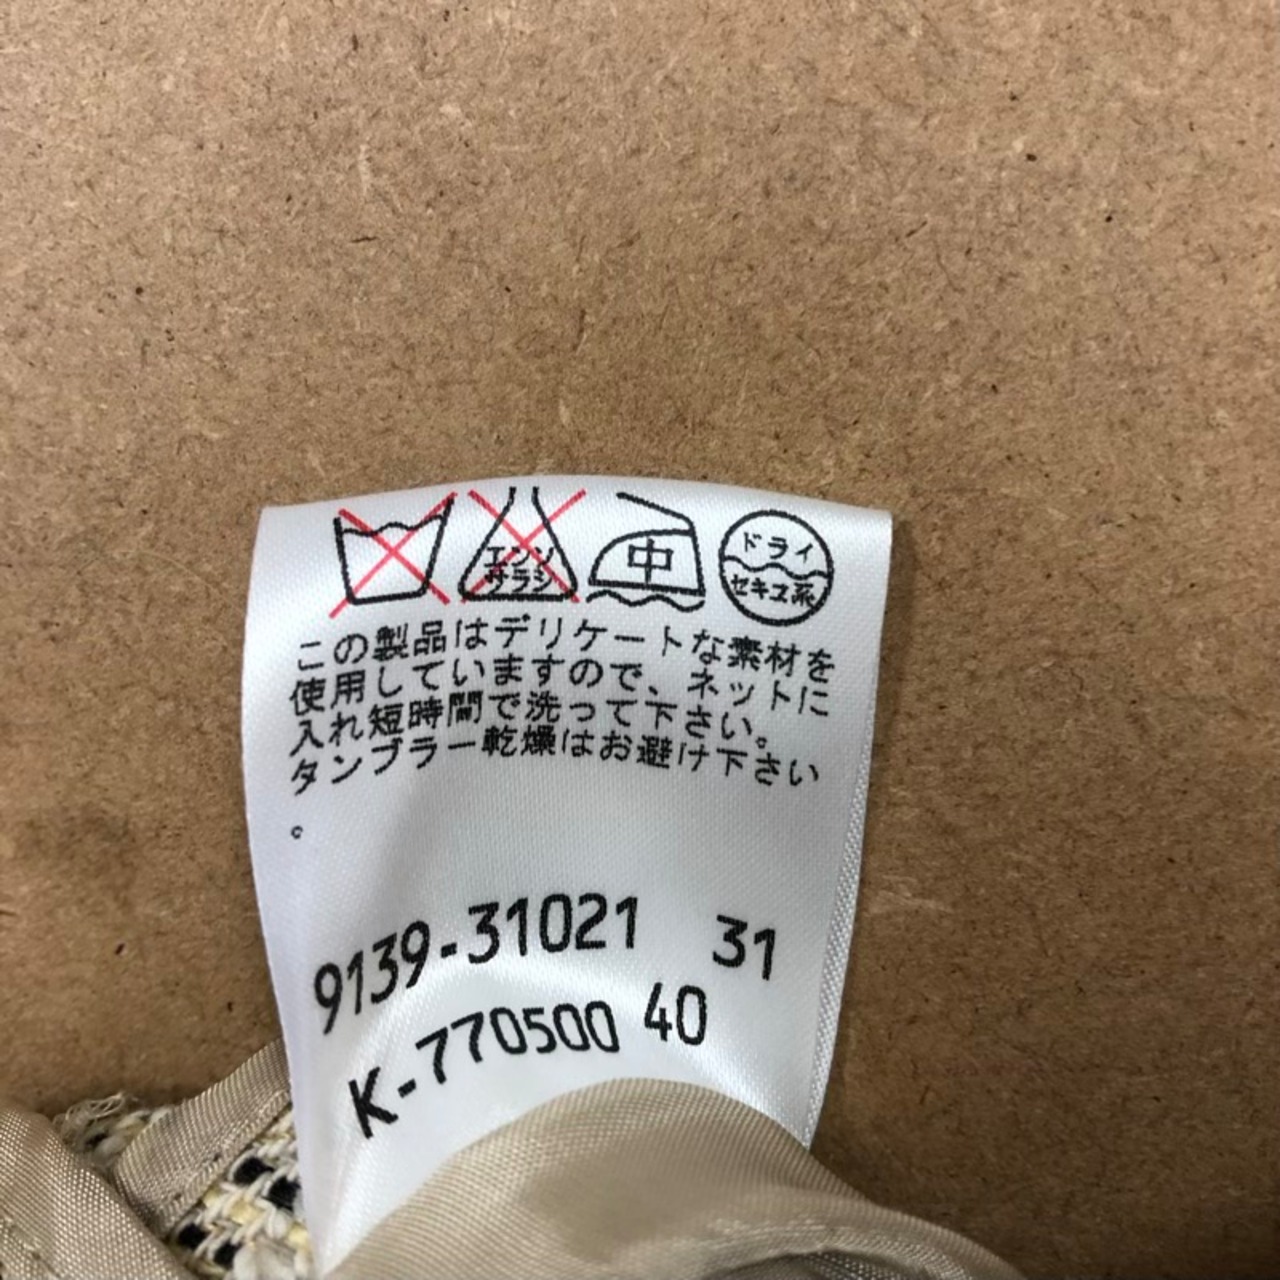 エンソ
サラシ
中
ドライ
セキユ系
この製品はデリケートな素材を
使用していますので、ネットに
入れ短時間で洗って下さい。
タンブラー乾燥はお避け下さい
。
9139-31021 31
K-770500 40